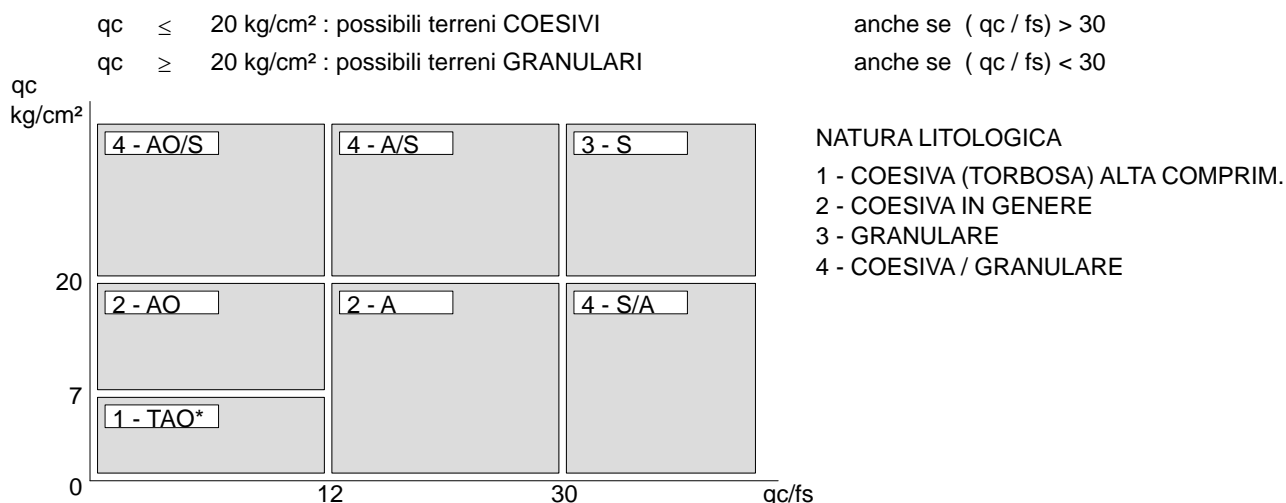 qc ≤ 20 kg/cm² : possibili terreni COESIVI anche se ( qc / fs) > 30
qc ≥ 20 kg/cm² : possibili terreni GRANULARI anche se ( qc / fs) < 30
qc
kg/cm²
4 - AO/S 4 - A/S 3 - S
NATURA LITOLOGICA
1 - COESIVA (TORBOSA) ALTA COMPRIM.
2 - COESIVA IN GENERE
3 - GRANULARE
4 - COESIVA / GRANULARE
20
2 - AO 2 - A 4 - S/A
7
1 - TAO*
0
12 30 qc/fs